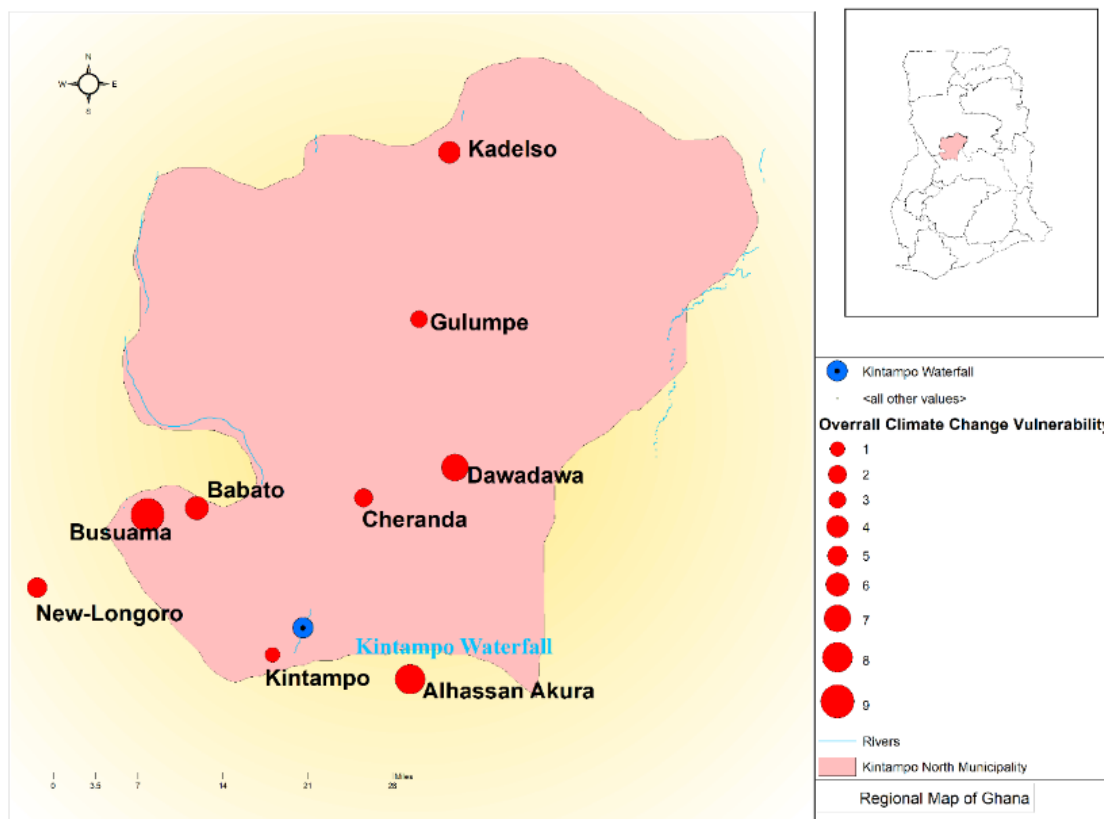 N
W E
S
Kadelso
Gulumpe
Dawadawa
Cheranda
Babato
Busuama
New-Longoro
Kintampo Waterfall
Kintampo
Alhassan Akura
Miles
0 3.5 7 14 21 28
Kintampo Waterfall
<all other values>
Overrall Climate Change Vulnerability
1
2
3
4
5
6
7
8
9
Rivers
Kintampo North Municipality
Regional Map of Ghana